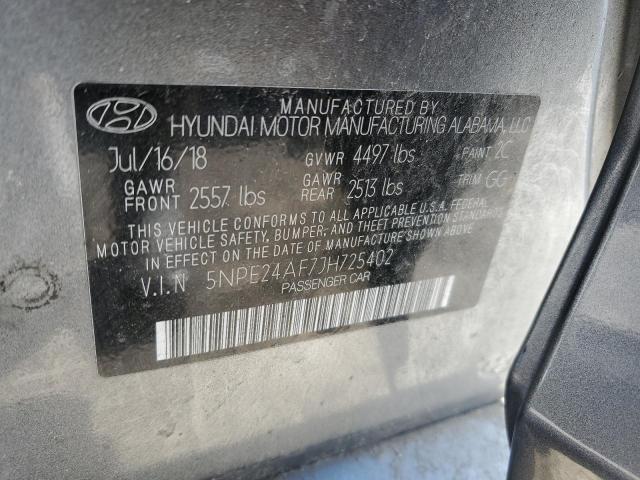 MANUFACTURED BY
HYUNDAI MOTOR MANUFACTURING ALABAMA, LLC
Jul/16/18 GVWR 4497 lbs PAINT 2C
GAWR FRONT 2557 lbs GAWR REAR 2513 lbs TRIM GG
THIS VEHICLE CONFORMS TO ALL APPLICABLE U.S.A. FEDERAL
MOTOR VEHICLE SAFETY, BUMPER, AND THEFT PREVENTION STANDARDS
IN EFFECT ON THE DATE OF MANUFACTURE SHOWN ABOVE.
V.I.N 5NPE24AF7JH725402
PASSENGER CAR